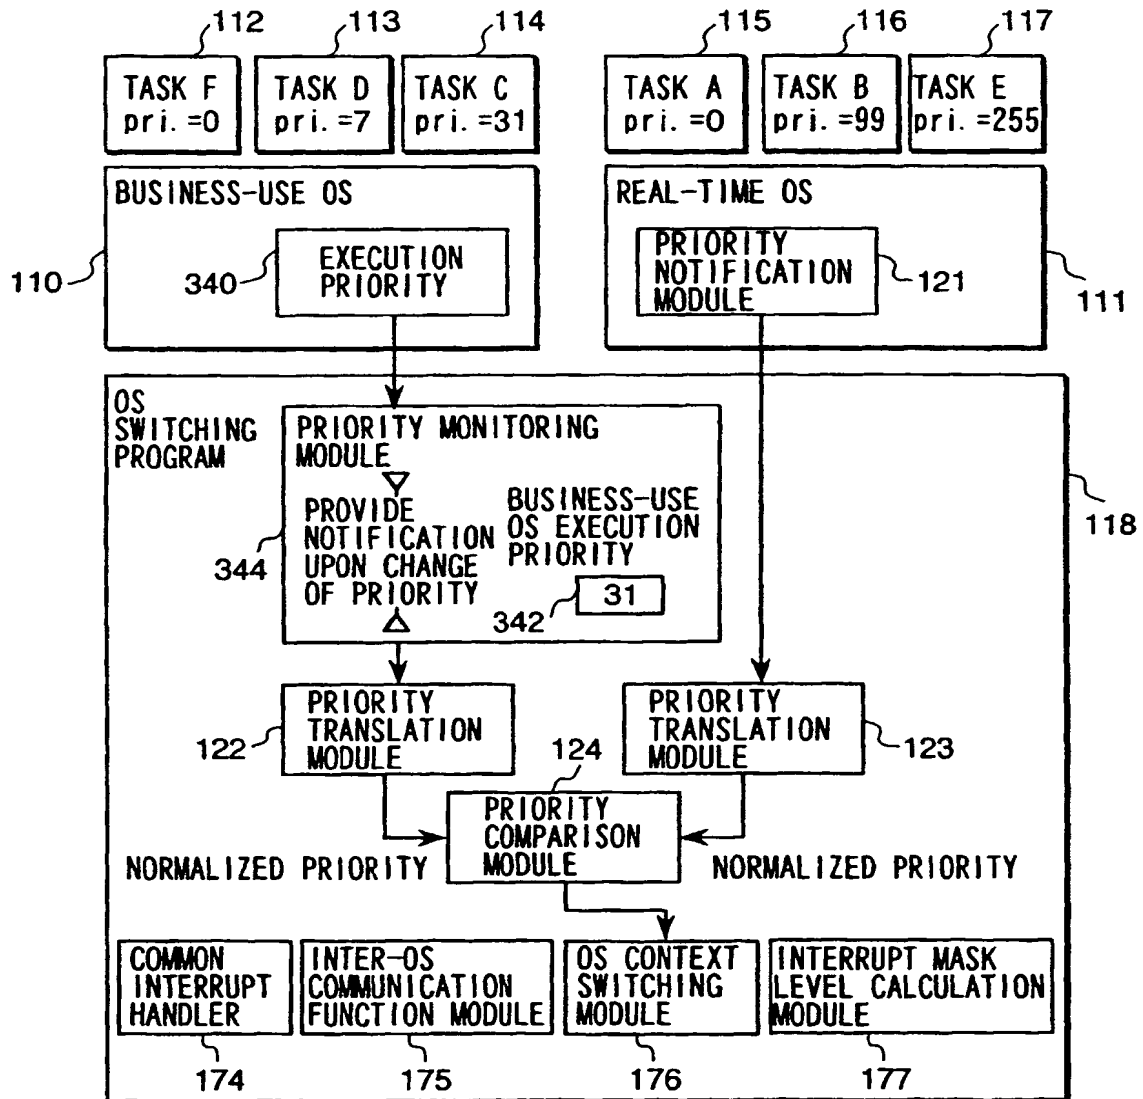 112
113
114
115
116
117
TASK F
pri.=0
TASK D
pri.=7
TASK C
pri.=31
TASK A
pri.=0
TASK B
pri.=99
TASK E
pri.=255
BUSINESS-USE OS
EXECUTION
PRIORITY
110
340
REAL-TIME OS
PRIORITY
NOTIFICATION
MODULE
121
111
OS
SWITCHING
PROGRAM
118
PRIORITY MONITORING
MODULE
PROVIDE
NOTIFICATION
UPON CHANGE
OF PRIORITY
344
BUSINESS-USE
OS EXECUTION
PRIORITY
31
342
PRIORITY
TRANSLATION
MODULE
122
PRIORITY
TRANSLATION
MODULE
123
124
PRIORITY
COMPARISON
MODULE
NORMALIZED PRIORITY
NORMALIZED PRIORITY
COMMON
INTERRUPT
HANDLER
INTER-OS
COMMUNICATION
FUNCTION MODULE
OS CONTEXT
SWITCHING
MODULE
INTERRUPT MASK
LEVEL CALCULATION
MODULE
174
175
176
177